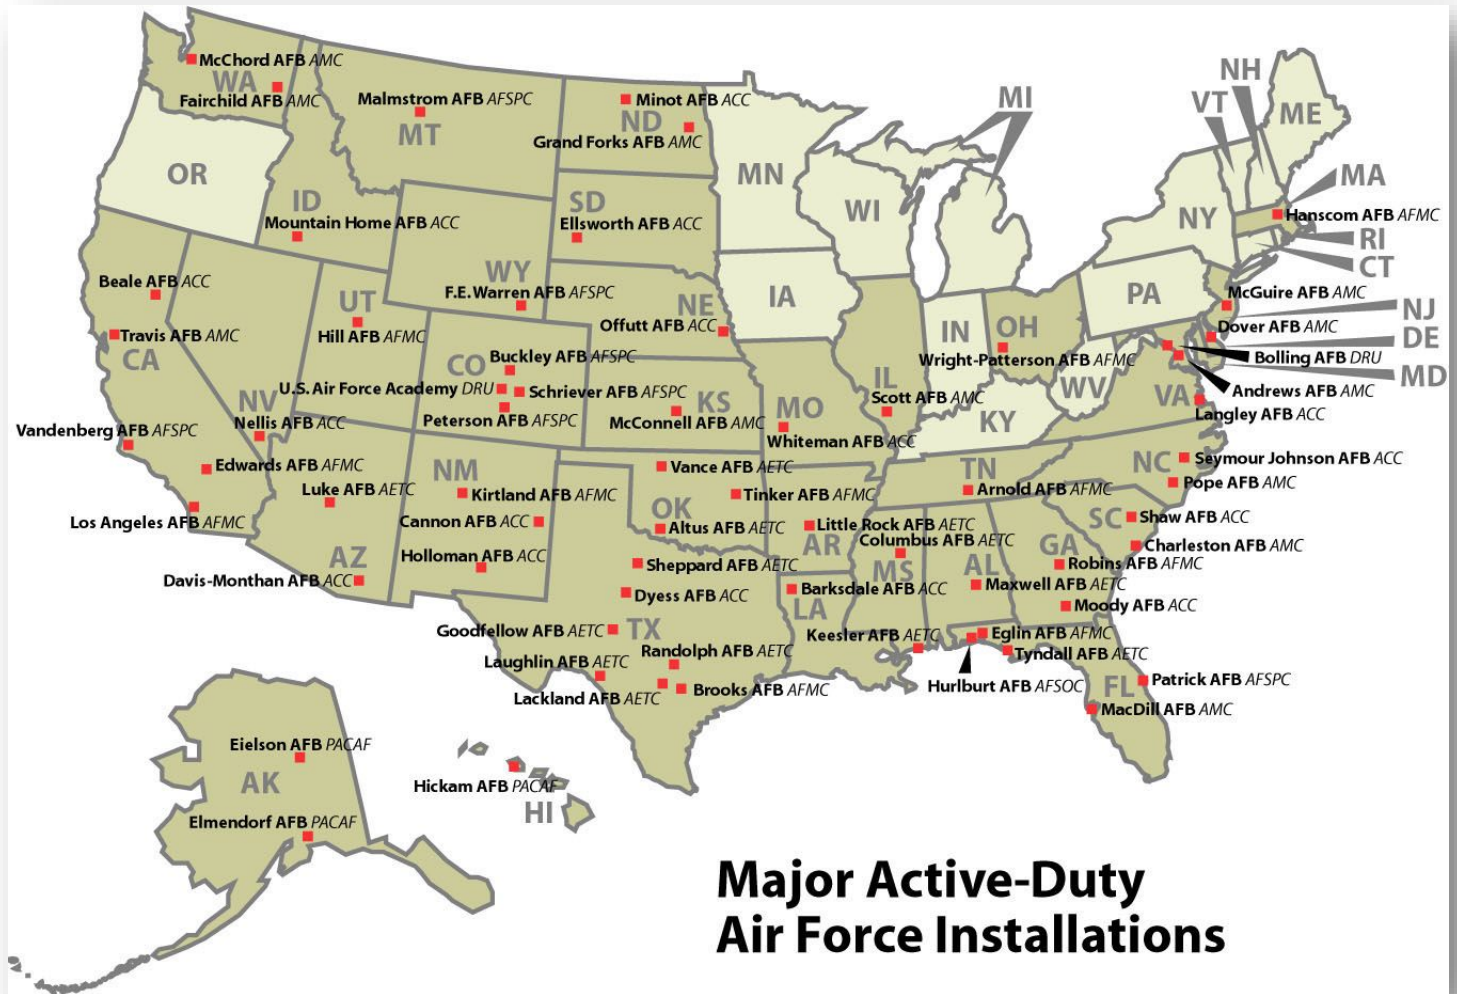 McChord AFB AMC
WA
Fairchild AFB AMC
Malmstrom AFB AFSPC
MT
Minot AFB ACC
ND
Grand Forks AFB AMC
MI
NH
VT
ME
OR
MN
MA
ID
Mountain Home AFB ACC
SD
Ellsworth AFB ACC
WI
NY
Hanscom AFB AFMC
RI
CT
Beale AFB ACC
WY
F.E.Warren AFB AFSPC
NE
Offutt AFB ACC
IA
PA
McGuire AFB AMC
NJ
UT
Hill AFB AFMC
Travis AFB AMC
CA
IN
OH
Wright-Patterson AFB AFMC
Dover AFB AMC
DE
Bolling AFB DRU
MD
CO
Buckley AFB AFSPC
U.S. Air Force Academy DRU
Schriever AFB AFSPC
Peterson AFB AFSPC
KS
McConnell AFB AMC
IL
Scott AFB AMC
WV
VA
Andrews AFB AMC
Langley AFB ACC
NV
Nellis AFB ACC
MO
Whiteman AFB ACC
KY
Vandenberg AFB AFSPC
Edwards AFB AFMC
Los Angeles AFB AFMC
Luke AFB AETC
NM
Kirtland AFB AFMC
Cannon AFB ACC
Holloman AFB ACC
Vance AFB AETC
Tinker AFB AFMC
OK
Altus AFB AETC
TN
Arnold AFB AFMC
NC
Seymour Johnson AFB ACC
Pope AFB AMC
Little Rock AFB AETC
AR
Columbus AFB AETC
MS
SC
Shaw AFB ACC
Charleston AFB AMC
GA
Robins AFB AFMC
AZ
Davis-Monthan AFB ACC
Sheppard AFB AETC
Dyess AFB ACC
Barksdale AFB ACC
LA
AL
Maxwell AFB AETC
Moody AFB ACC
Goodfellow AFB AETC
TX
Randolph AFB AETC
Laughlin AFB AETC
Lackland AFB AETC
Brooks AFB AFMC
Keesler AFB AETC
Eglin AFB AFMC
Tyndall AFB AETC
Hurlburt AFB AFSOC
FL
Patrick AFB AFSPC
MacDill AFB AMC
Eielson AFB PACAF
AK
Elmendorf AFB PACAF
Hickam AFB PACAF
HI
Major Active-Duty
Air Force Installations